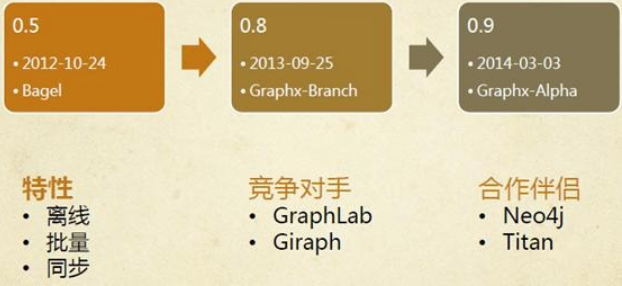 0.5
• 2012-10-24
• Bagel
0.8
• 2013-09-25
• Graphx-Branch
0.9
• 2014-03-03
• Graphx-Alpha
特性
• 离线
• 批量
• 同步
竞争对手
• GraphLab
• Giraph
合作伴侣
• Neo4j
• Titan